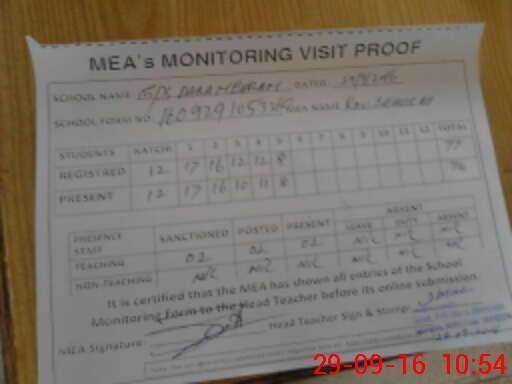 MEA's MONITORING VISIT PROOF
SCHOOL NAME GPS DATED
SCHOOL FORM NO. MEA NAME
STUDENTS KATCHI 1 2 3 4 5 6 7 8 9 10 11 12 TOTAL
REGISTRED 12 17 16 12 12 8 77
PRESENT 12 17 16 10 11 8
PRESENCE STAFF SANCTIONED POSTED PRESENT ABSENT
LEAVE DUTY ABSENT
TEACHING 02 02 02 NIL NIL NIL
NON-TEACHING NIL NIL NIL NIL NIL NIL
It is certified that the MEA has shown all entries of the School
Monitoring form to the Head Teacher before its online submission.
MEA Signature: Head Teacher Sign & Stamp:
29-09-16 10:54